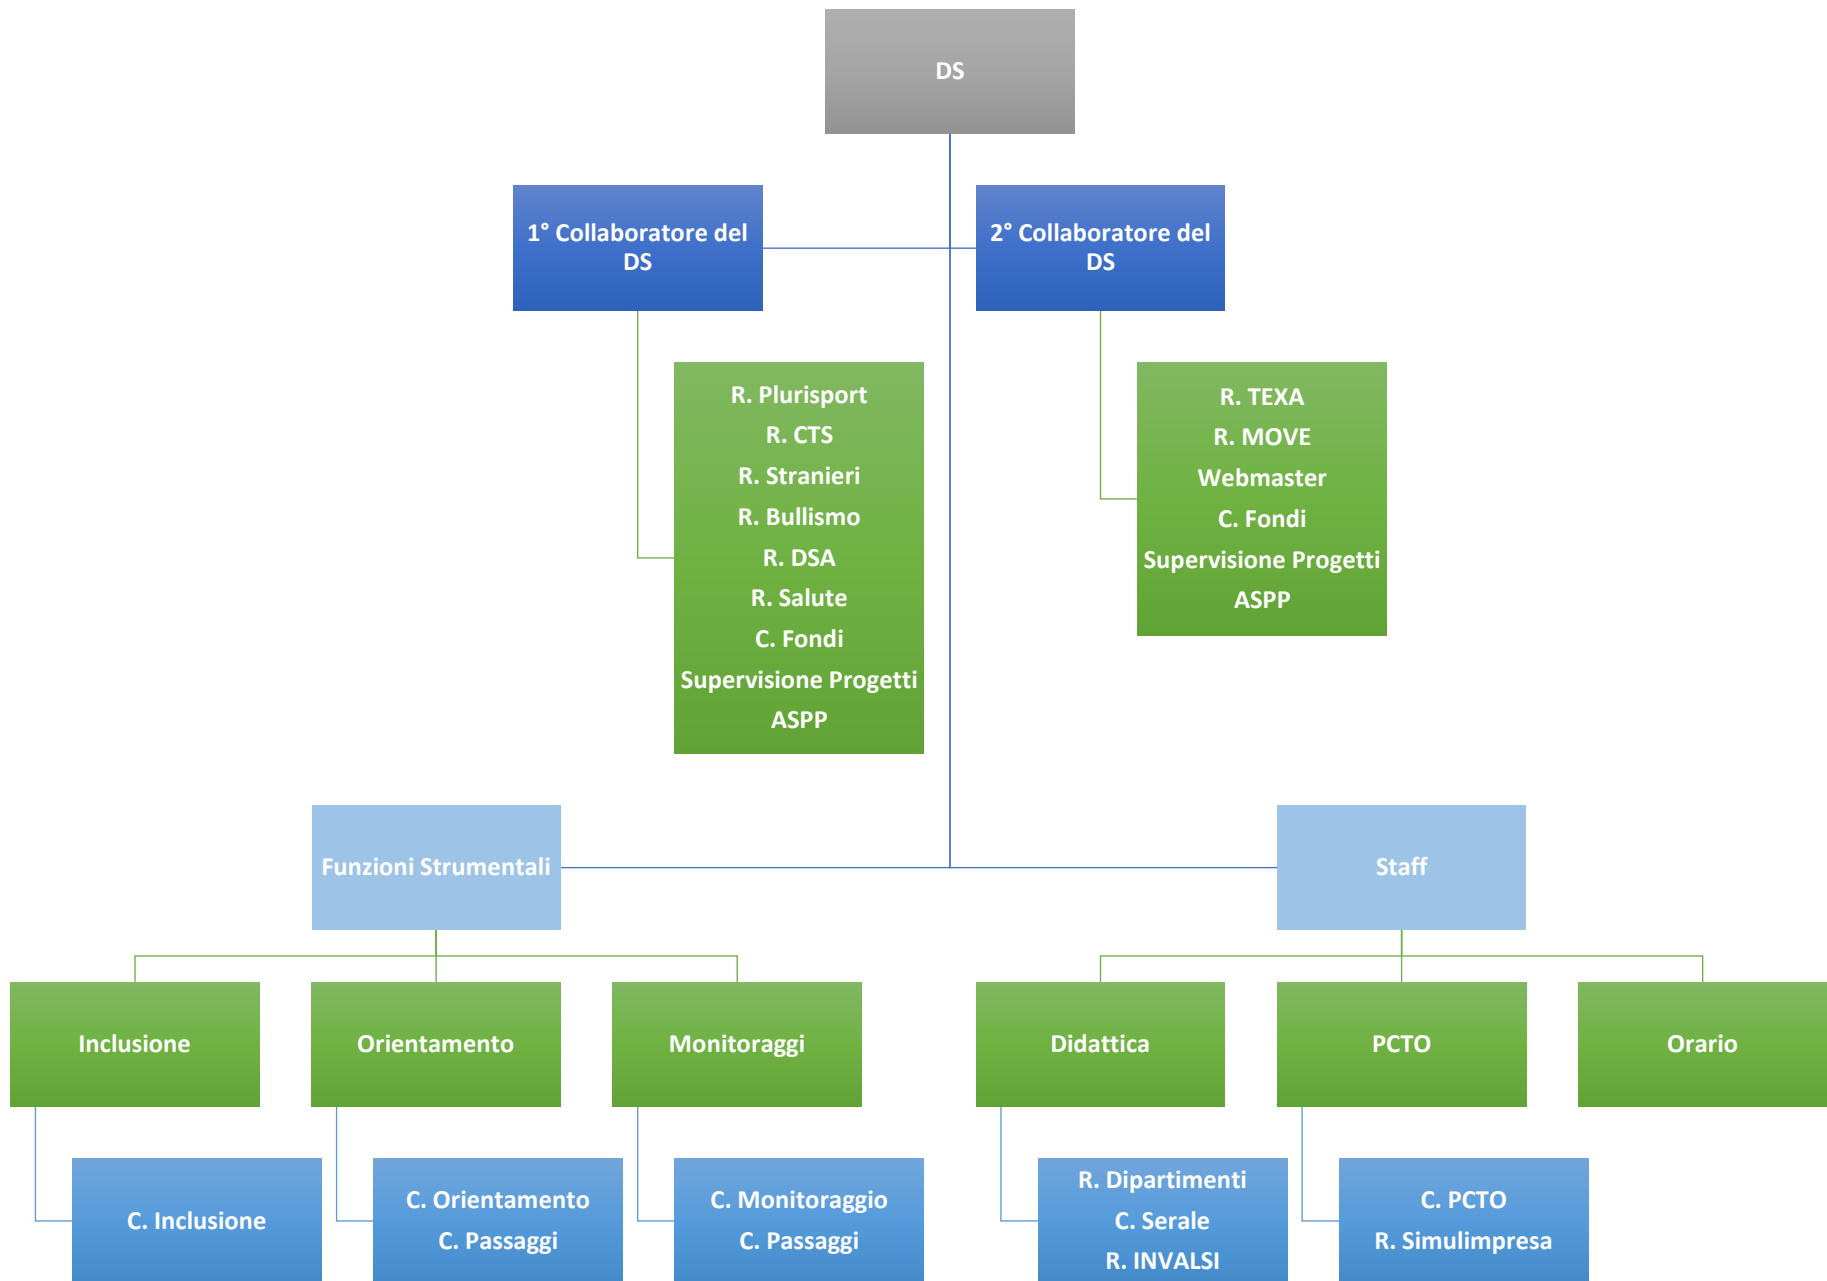 DS
1° Collaboratore del
DS
2° Collaboratore del
DS
R. Plurisport
R. CTS
R. Stranieri
R. Bullismo
R. DSA
R. Salute
C. Fondi
Supervisione Progetti
ASPP
R. TEXA
R. MOVE
Webmaster
C. Fondi
Supervisione Progetti
ASPP
Funzioni Strumentali
Staff
Inclusione
Orientamento
Monitoraggi
Didattica
PCTO
Orario
C. Inclusione
C. Orientamento
C. Passaggi
C. Monitoraggio
C. Passaggi
R. Dipartimenti
C. Serale
R. INVALSI
C. PCTO
R. Simulimpresa